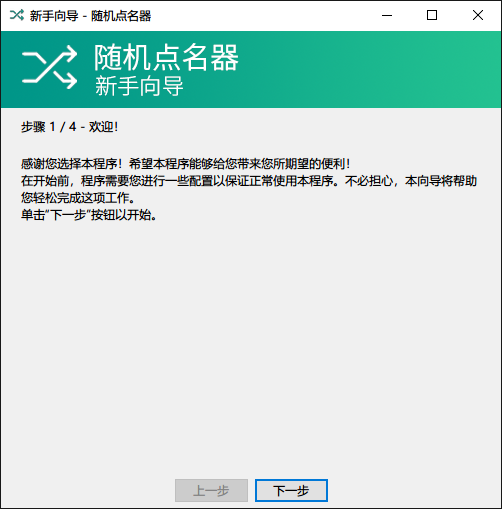 新手向导 - 随机点名器
随机点名器
新手向导
步骤 1 / 4 - 欢迎！
感谢您选择本程序！希望本程序能够给您带来您所期望的便利！
在开始前，程序需要您进行一些配置以保证正常使用本程序。不必担心，本向导将帮助
您轻松完成这项工作。
单击“下一步”按钮以开始。
上一步
下一步